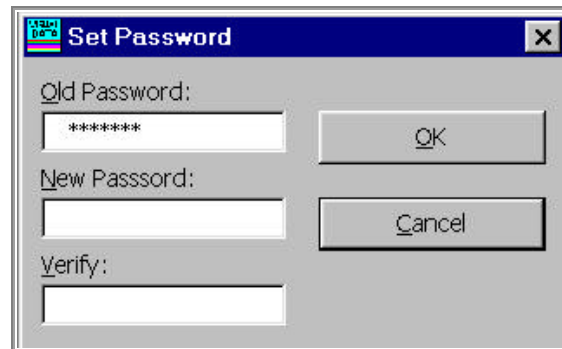 Set Password
Old Password:
*******
OK
New Passsord:
Cancel
Verify: